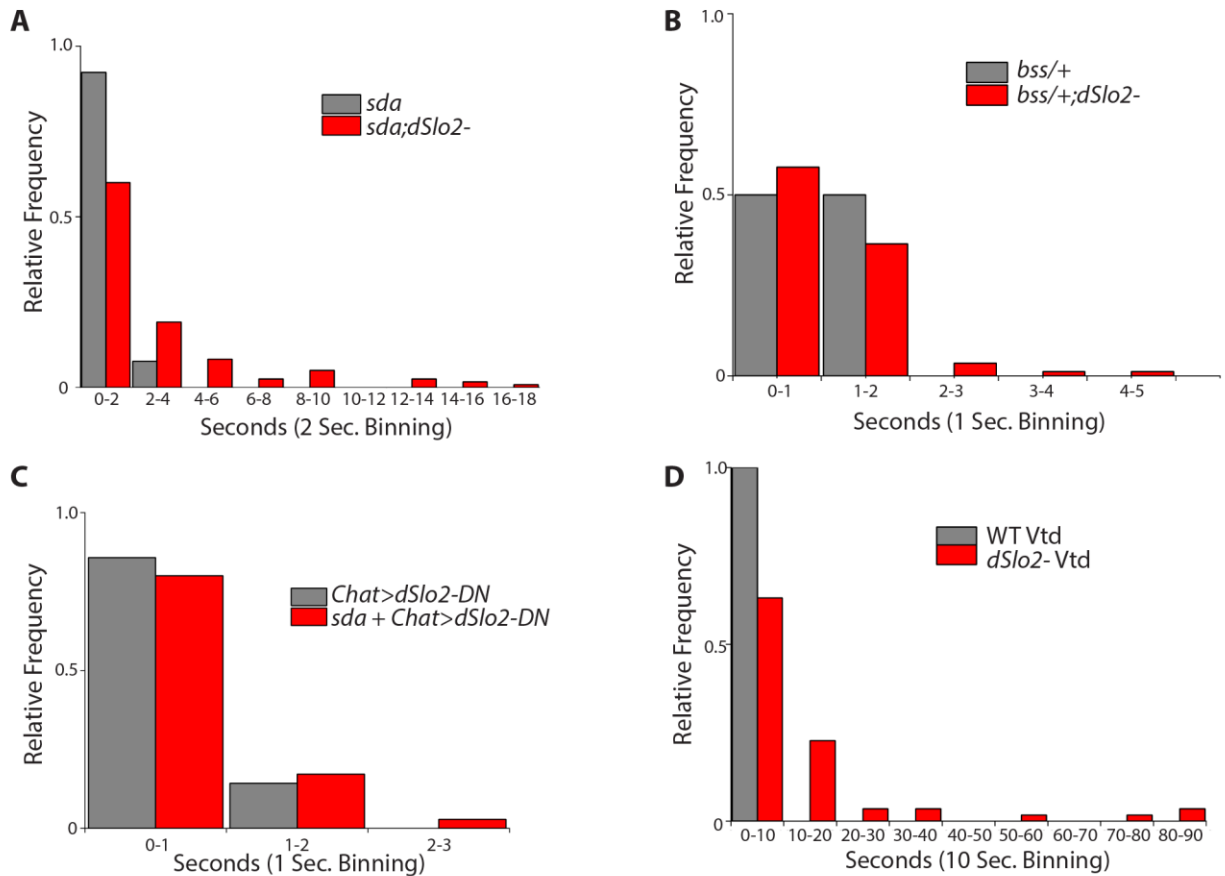 A
Relative Frequency
1.0
0.5
0
sda
sda;dSlo2-
0-2 2-4 4-6 6-8 8-10 10-12 12-14 14-16 16-18
Seconds (2 Sec. Binning)
B
Relative Frequency
1.0
0.5
0
bss/+
bss/+;dSlo2-
0-1 1-2 2-3 3-4 4-5
Seconds (1 Sec. Binning)
C
Relative Frequency
1.0
0.5
0
Chat>dSlo2-DN
sda + Chat>dSlo2-DN
0-1 1-2 2-3
Seconds (1 Sec. Binning)
D
Relative Frequency
1.0
0.5
0
WT Vtd
dSlo2- Vtd
0-10 10-20 20-30 30-40 40-50 50-60 60-70 70-80 80-90
Seconds (10 Sec. Binning)